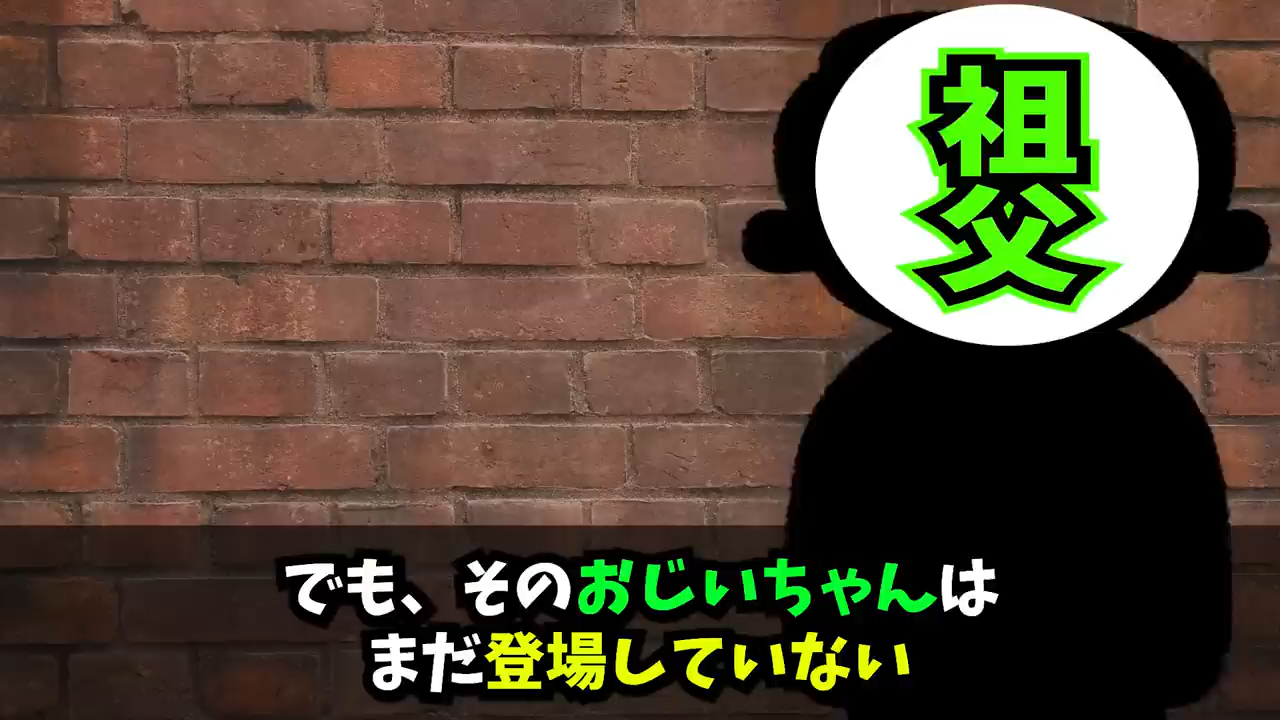 祖父
でも、そのおじいちゃんは
まだ登場していない